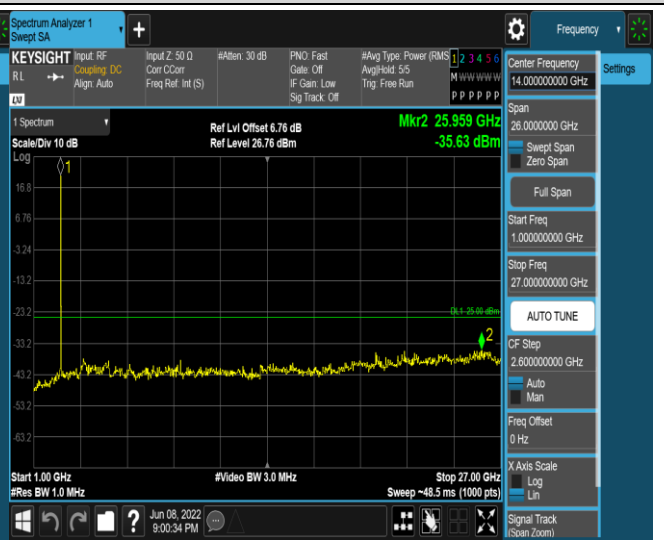 Spectrum Analyzer 1
Swept SA
+
Frequency
KEYSIGHT
RL
LXI
Input: RF
Coupling: DC
Align: Auto
Input Z: 50 Ω
Corr CCorr
Freq Ref: Int (S)
#Atten: 30 dB
PNO: Fast
Gate: Off
IF Gain: Low
Sig Track: Off
#Avg Type: Power (RMS
Avg|Hold: 5/5
Trig: Free Run
1 2 3 4 5 6
M W W W W W
P P P P P P
Center Frequency
14.000000000 GHz
Settings
Span
26.0000000 GHz
Swept Span
Zero Span
Full Span
Start Freq
1.000000000 GHz
Stop Freq
27.000000000 GHz
AUTO TUNE
CF Step
2.600000000 GHz
Auto
Man
Freq Offset
0 Hz
X Axis Scale
Log
Lin
Signal Track
(Span Zoom)
1 Spectrum
Scale/Div 10 dB
Log
Ref Lvl Offset 6.76 dB
Ref Level 26.76 dBm
Mkr2 25.959 GHz
-35.63 dBm
1
16.8
6.76
-3.24
-13.2
-23.2
DL1 -25.00 dBm
2
-33.2
-43.2
-53.2
-63.2
Start 1.00 GHz
#Res BW 1.0 MHz
#Video BW 3.0 MHz
Stop 27.00 GHz
Sweep ~48.5 ms (1000 pts)
?
Jun 08, 2022
9:00:34 PM